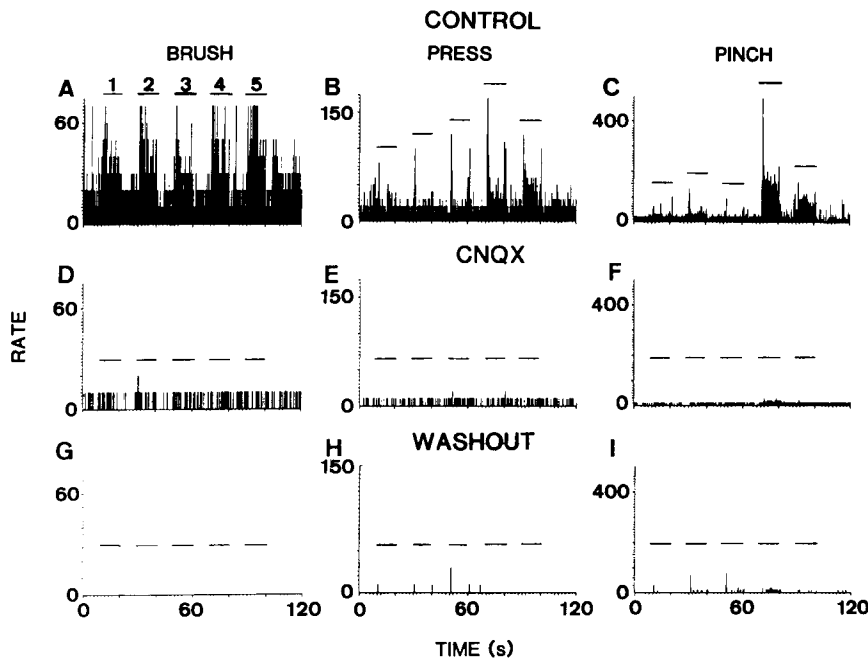 CONTROL
BRUSH PRESS PINCH
A 1 2 3 4 5 B C
60 150 400
0 0 0
CNQX
D E F
60 150 400
0 0 0
RATE
WASHOUT
G H I
60 150 400
0 0 0
0 60 120 0 60 120 0 60 120
TIME (s)